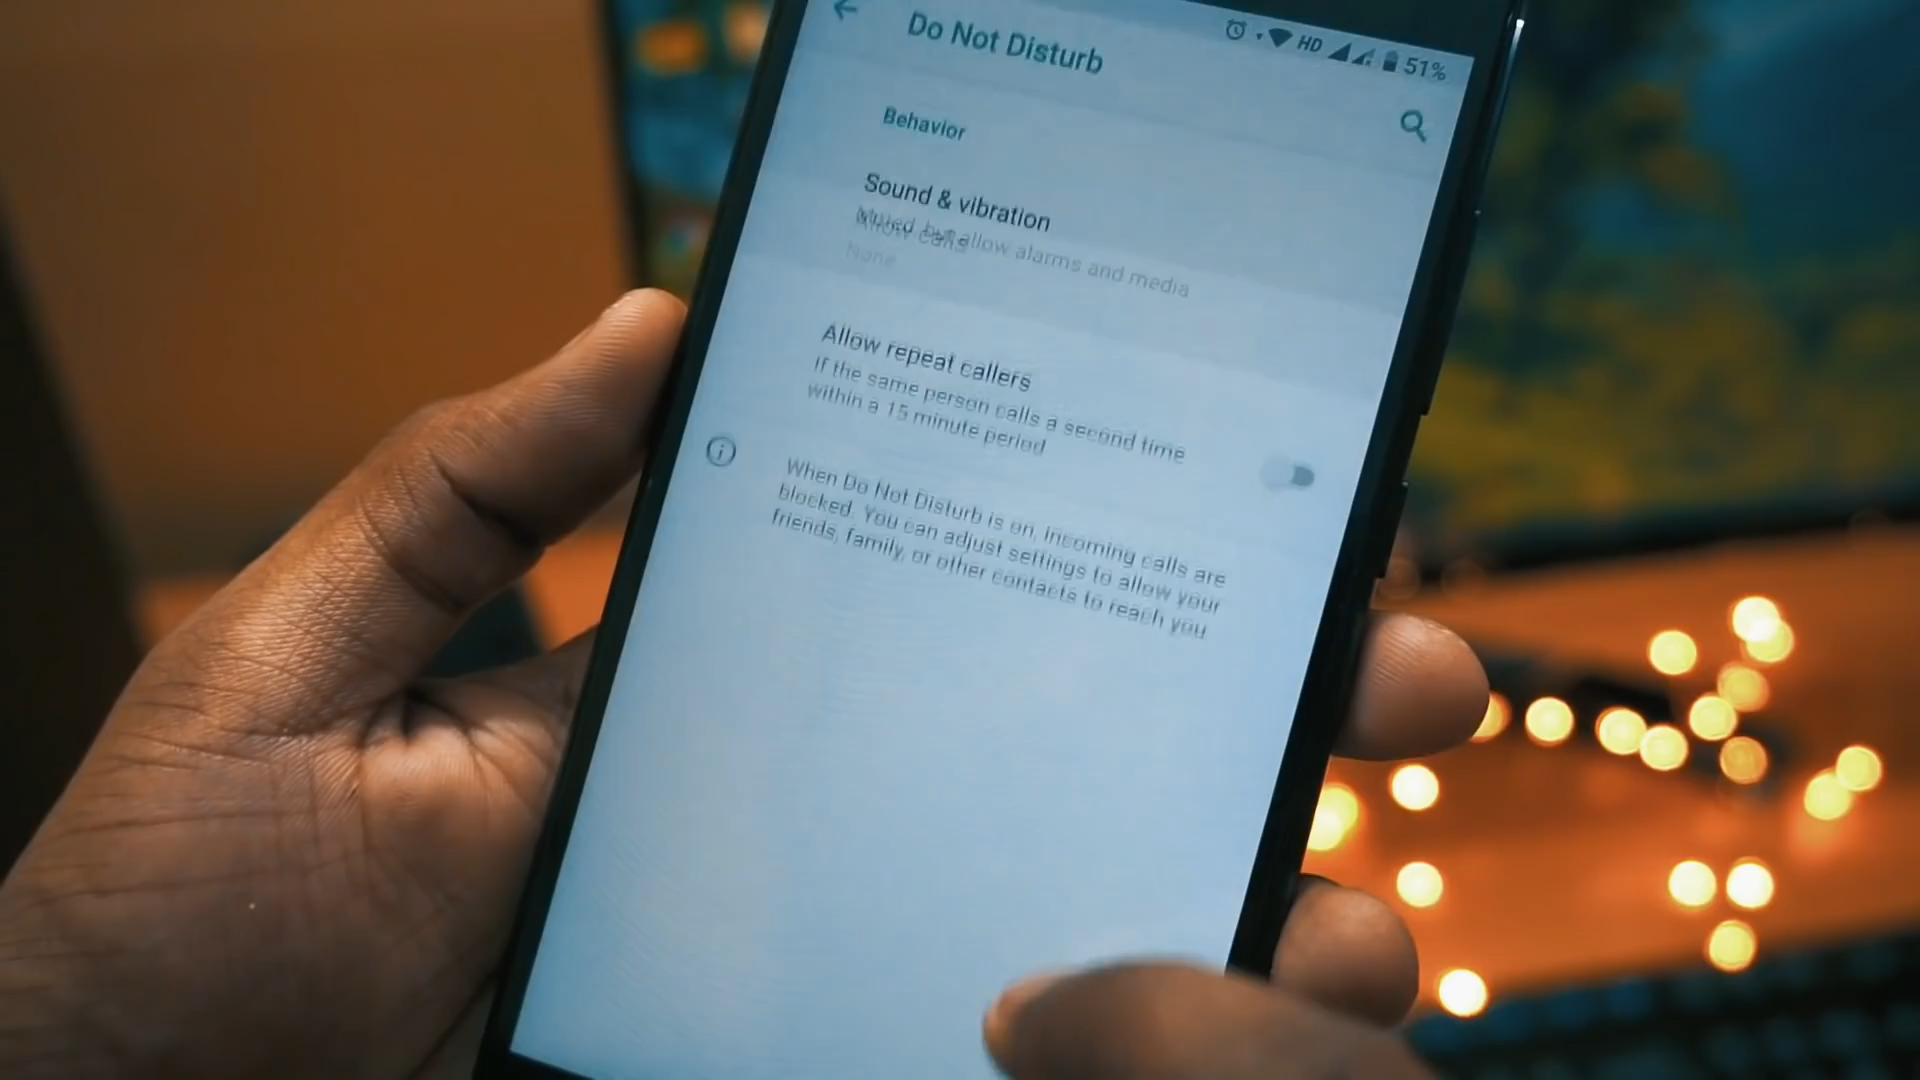 HD 51%
Do Not Disturb
Behavior
Sound & vibration
Muted, but allow alarms and media
Allow calls
None
Allow repeat callers
If the same person calls a second time
within a 15 minute period
When Do Not Disturb is on, incoming calls are
blocked. You can adjust settings to allow your
friends, family, or other contacts to reach you